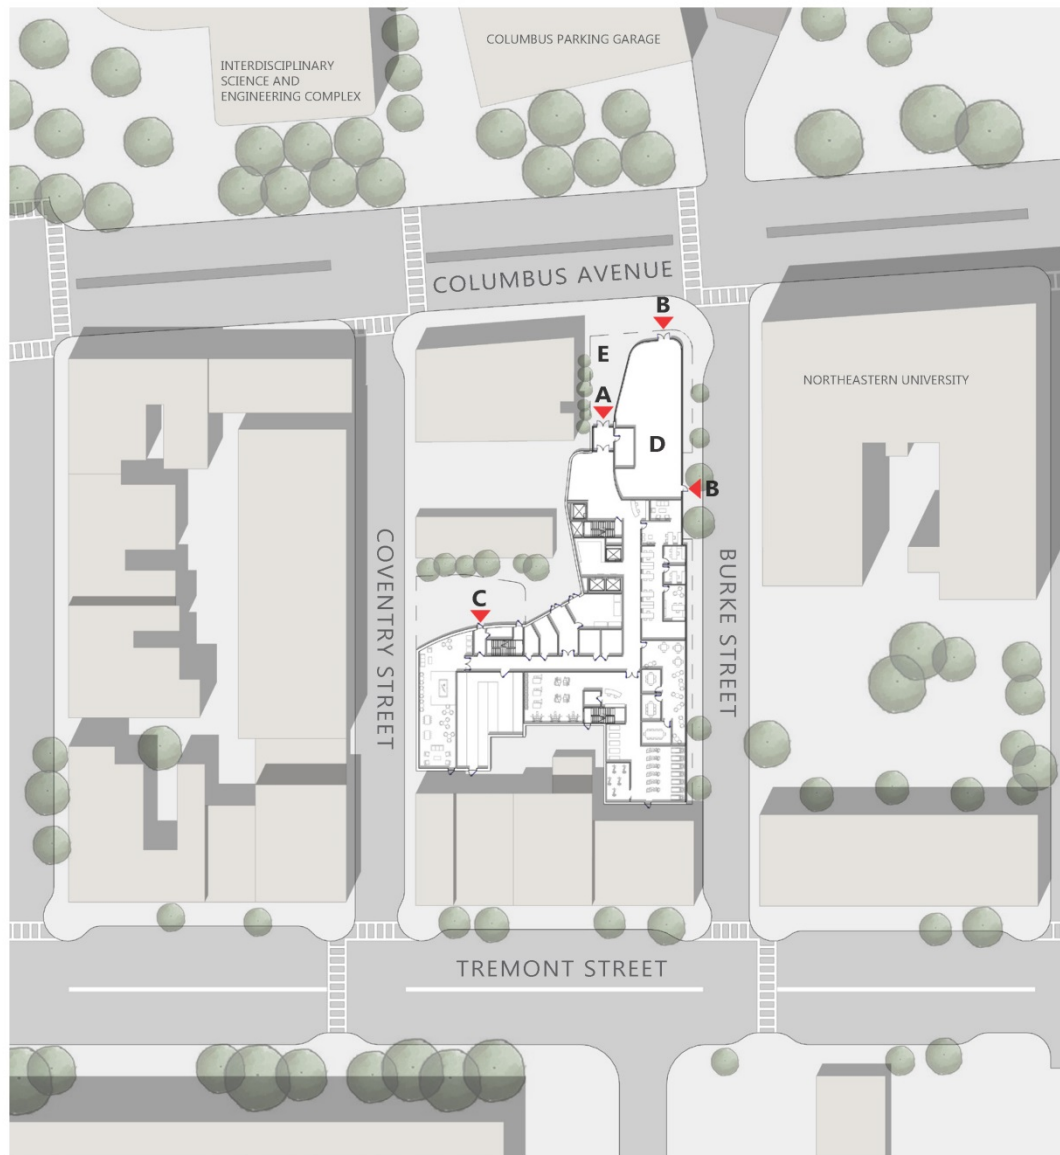 COLUMBUS PARKING GARAGE
INTERDISCIPLINARY
SCIENCE AND
ENGINEERING COMPLEX
COLUMBUS AVENUE
B
E
A
NORTHEASTERN UNIVERSITY
D
B
COVENTRY STREET
BURKE STREET
C
TREMONT STREET